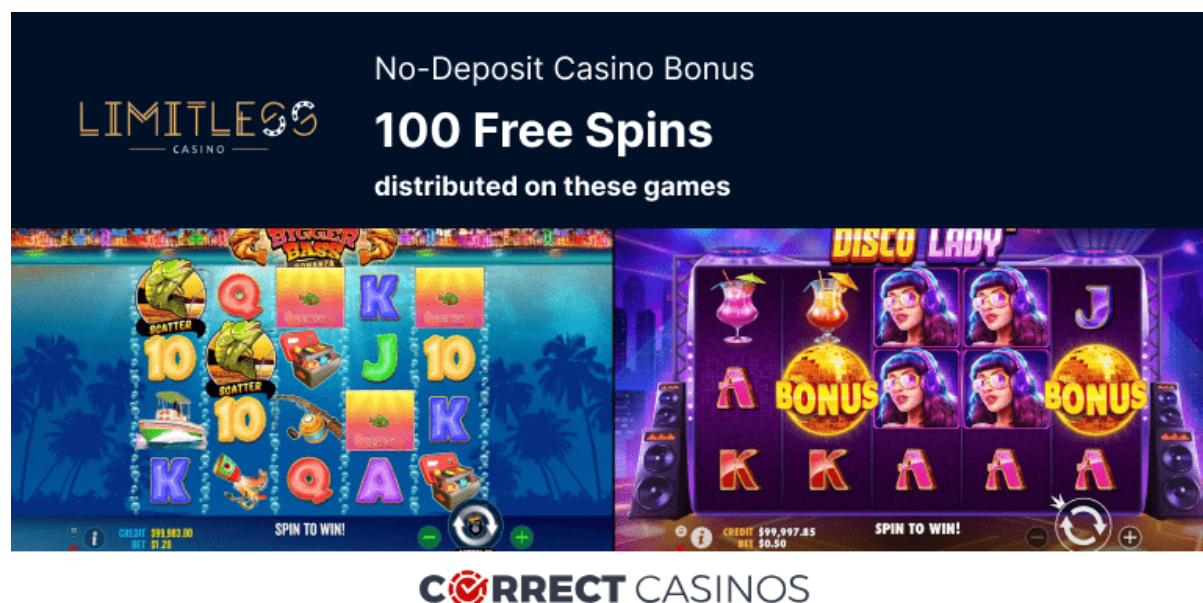 No-Deposit Casino Bonus
LIMITLESS
CASINO
100 Free Spins
distributed on these games
BIGGER
BASS
BONANZA
SCATTER
Q
K
10
SCATTER
J
10
10
K
K
Q
A
i
CREDIT $99,983.00
BET $1.20
SPIN TO WIN!
DISCO LADY™
J
A
BONUS
BONUS
K
K
A
A
A
i
CREDIT $99,997.85
BET $0.50
SPIN TO WIN!
CORRECT CASINOS